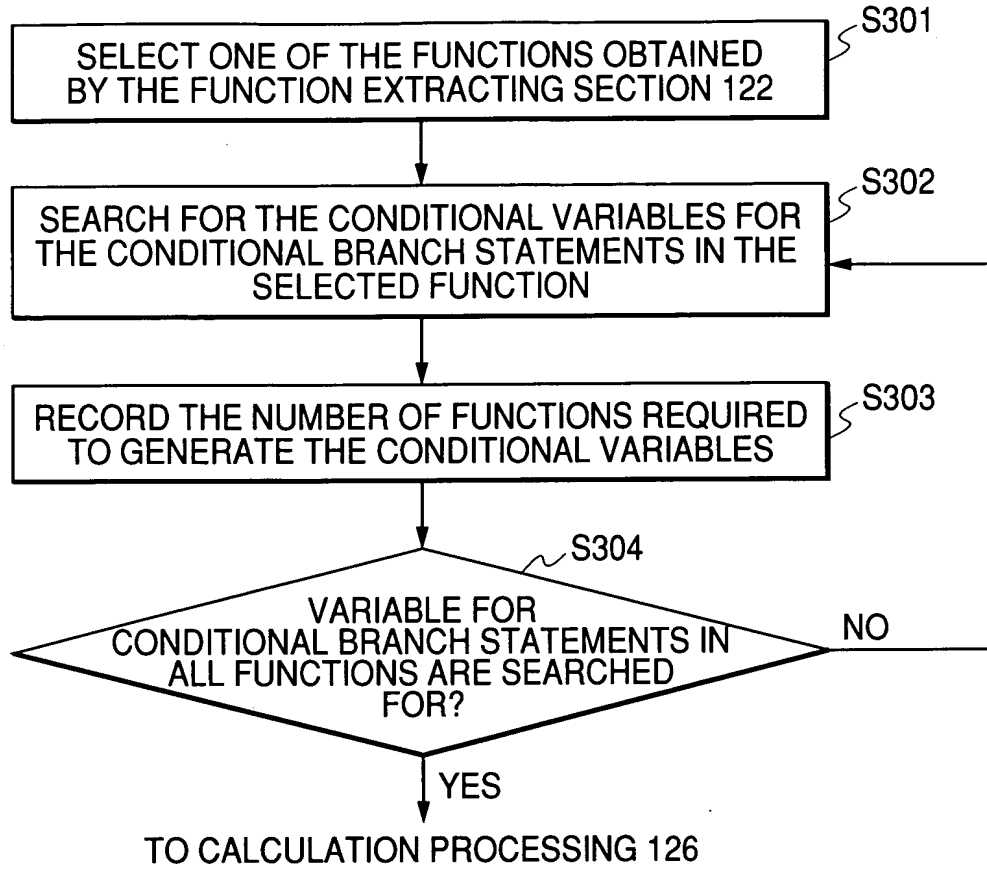 S301
SELECT ONE OF THE FUNCTIONS OBTAINED
BY THE FUNCTION EXTRACTING SECTION 122
S302
SEARCH FOR THE CONDITIONAL VARIABLES FOR
THE CONDITIONAL BRANCH STATEMENTS IN THE
SELECTED FUNCTION
S303
RECORD THE NUMBER OF FUNCTIONS REQUIRED
TO GENERATE THE CONDITIONAL VARIABLES
S304
VARIABLE FOR
CONDITIONAL BRANCH STATEMENTS IN
ALL FUNCTIONS ARE SEARCHED
FOR?
NO
YES
TO CALCULATION PROCESSING 126